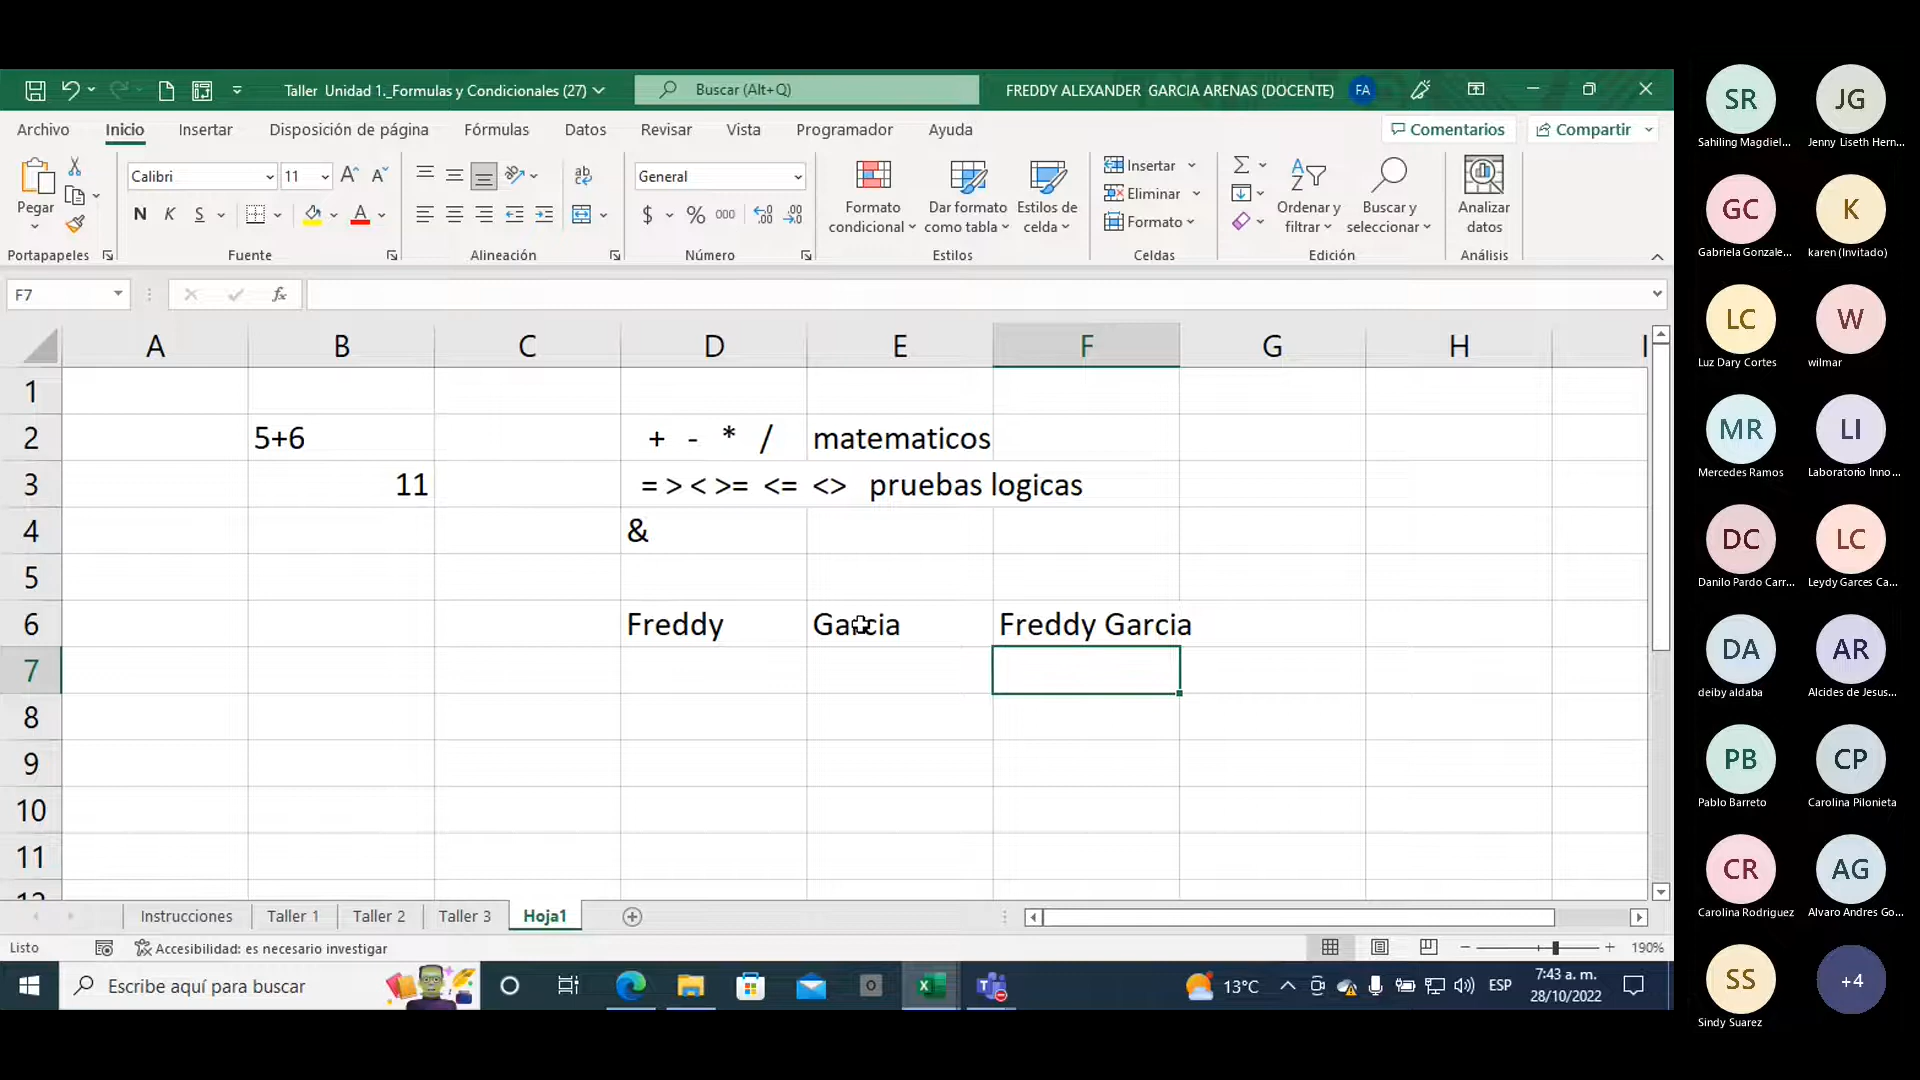 Taller Unidad 1._Formulas y Condicionales (27)
Buscar (Alt+Q)
FREDDY ALEXANDER GARCIA ARENAS (DOCENTE)
FA
Archivo Inicio Insertar Disposición de página Fórmulas Datos Revisar Vista Programador Ayuda
Comentarios
Compartir
Pegar
Calibri
11
N K S
General
$ % 000
Formato condicional
Dar formato como tabla
Estilos de celda
Insertar
Eliminar
Formato
Ordenar y filtrar
Buscar y seleccionar
Analizar datos
Portapapeles Fuente Alineación Número Estilos Celdas Edición Análisis
F7
fx
A B C D E F G H I
1
2 5+6 + - * / matematicos
3 11 = > < >= <= <> pruebas logicas
4 &
5
6 Freddy Garcia Freddy Garcia
7
8
9
10
11
12
Instrucciones Taller 1 Taller 2 Taller 3 Hoja1
Listo
Accesibilidad: es necesario investigar
190%
Escribe aquí para buscar
13°C
ESP
7:43 a. m.
28/10/2022
SR JG
Sahiling Magdiel... Jenny Liseth Hern...
GC K
Gabriela Gonzale... karen (Invitado)
LC W
Luz Dary Cortes wilmar
MR LI
Mercedes Ramos Laboratorio Inno...
DC LC
Danilo Pardo Carr... Leydy Garces Ca...
DA AR
deiby aldaba Alcides de Jesus...
PB CP
Pablo Barreto Carolina Pilonieta
CR AG
Carolina Rodriguez Alvaro Andres Go...
SS +4
Sindy Suarez